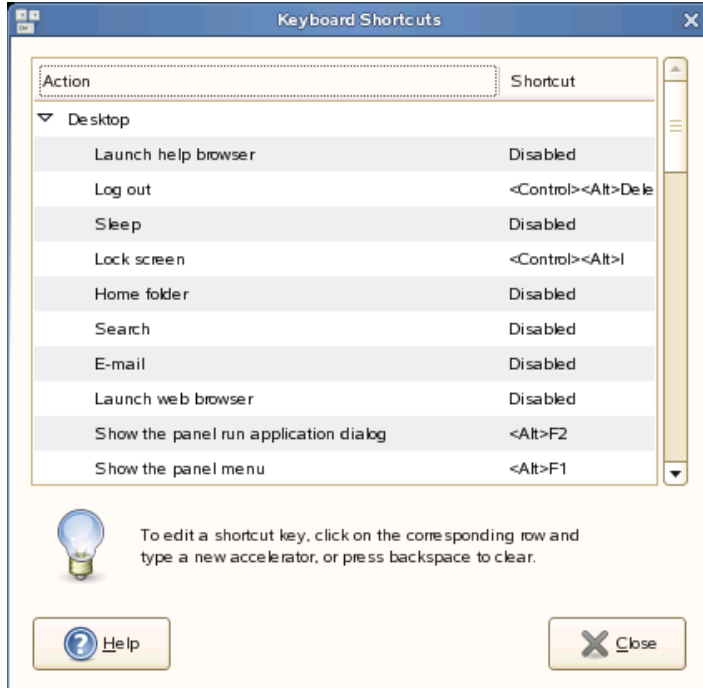 Keyboard Shortcuts
Action Shortcut
Desktop
Launch help browser Disabled
Log out <Control><Alt>Dele
Sleep Disabled
Lock screen <Control><Alt>l
Home folder Disabled
Search Disabled
E-mail Disabled
Launch web browser Disabled
Show the panel run application dialog <Alt>F2
Show the panel menu <Alt>F1
To edit a shortcut key, click on the corresponding row and
type a new accelerator, or press backspace to clear.
Help Close